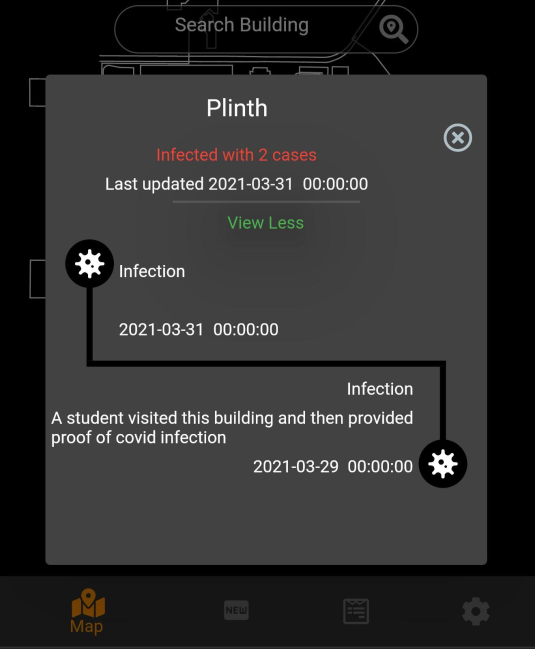 Search Building
Plinth
Infected with 2 cases
Last updated 2021-03-31 00:00:00
View Less
Infection
2021-03-31 00:00:00
Infection
A student visited this building and then provided
proof of covid infection
2021-03-29 00:00:00
NEW
Map